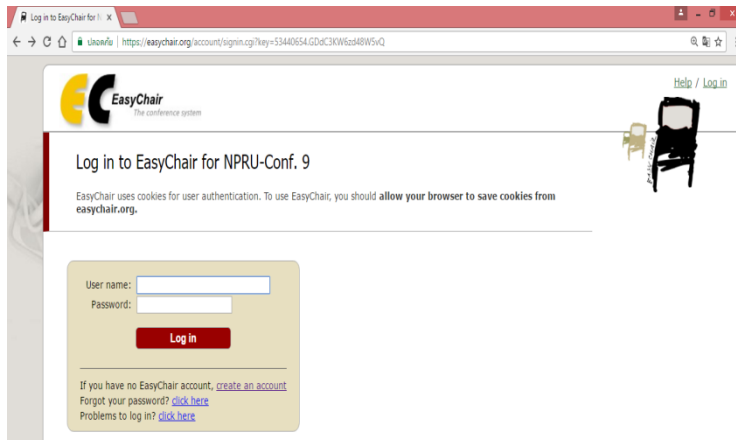 Log in to EasyChair for N
ปลอดภัย | https://easychair.org/account/signin.cgi?key=53440654.GDdC3KW6zd48W5vQ
Help / Log in
EC EasyChair
The conference system
EASY CHAIR
Log in to EasyChair for NPRU-Conf. 9
EasyChair uses cookies for user authentication. To use EasyChair, you should allow your browser to save cookies from
easychair.org.
User name:
Password:
Log in
If you have no EasyChair account, create an account
Forgot your password? click here
Problems to log in? click here